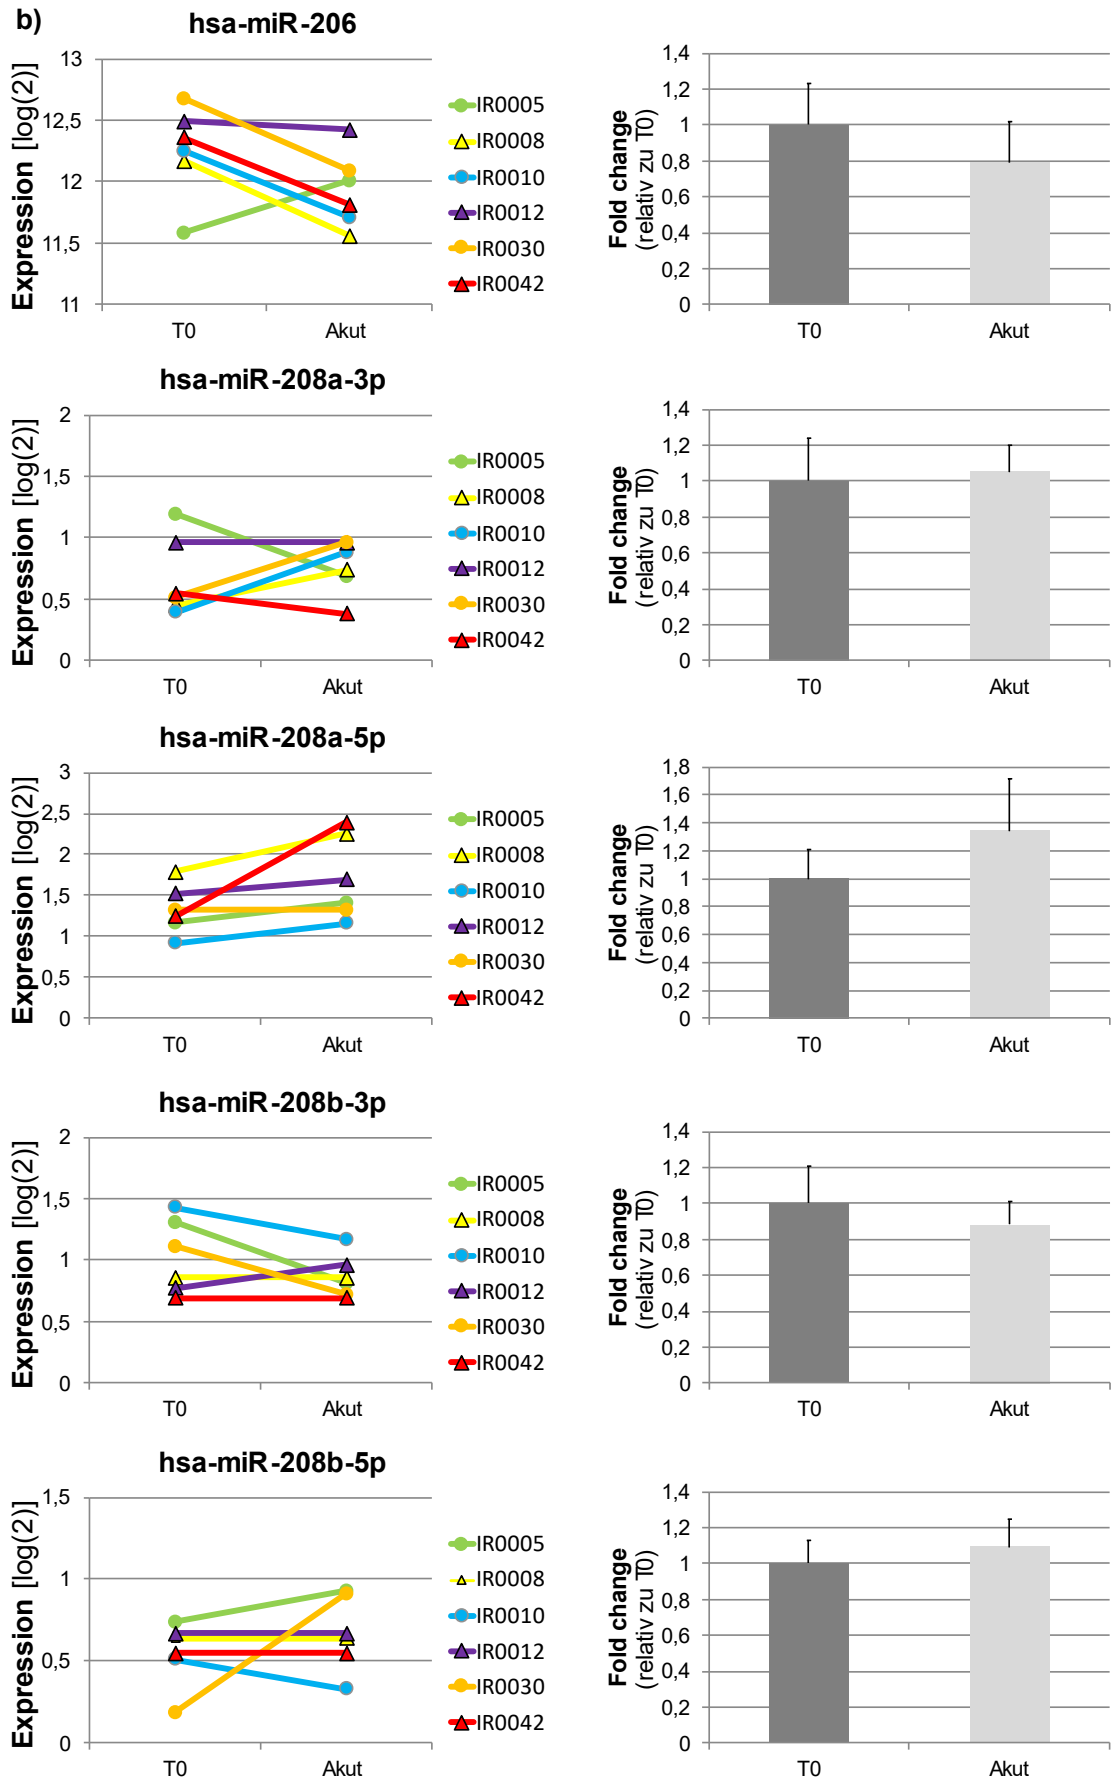 b)
hsa-miR-206
Expression [log(2)]
13
12,5
12
11,5
11
T0
Akut
IR0005
IR0008
IR0010
IR0012
IR0030
IR0042
Fold change
(relativ zu T0)
1,4
1,2
1
0,8
0,6
0,4
0,2
0
T0
Akut
hsa-miR-208a-3p
Expression [log(2)]
2
1,5
1
0,5
0
T0
Akut
IR0005
IR0008
IR0010
IR0012
IR0030
IR0042
Fold change
(relativ zu T0)
1,4
1,2
1
0,8
0,6
0,4
0,2
0
T0
Akut
hsa-miR-208a-5p
Expression [log(2)]
3
2,5
2
1,5
1
0,5
0
T0
Akut
IR0005
IR0008
IR0010
IR0012
IR0030
IR0042
Fold change
(relativ zu T0)
1,8
1,6
1,4
1,2
1
0,8
0,6
0,4
0,2
0
T0
Akut
hsa-miR-208b-3p
Expression [log(2)]
2
1,5
1
0,5
0
T0
Akut
IR0005
IR0008
IR0010
IR0012
IR0030
IR0042
Fold change
(relativ zu T0)
1,4
1,2
1
0,8
0,6
0,4
0,2
0
T0
Akut
hsa-miR-208b-5p
Expression [log(2)]
1,5
1
0,5
0
T0
Akut
IR0005
IR0008
IR0010
IR0012
IR0030
IR0042
Fold change
(relativ zu T0)
1,4
1,2
1
0,8
0,6
0,4
0,2
0
T0
Akut